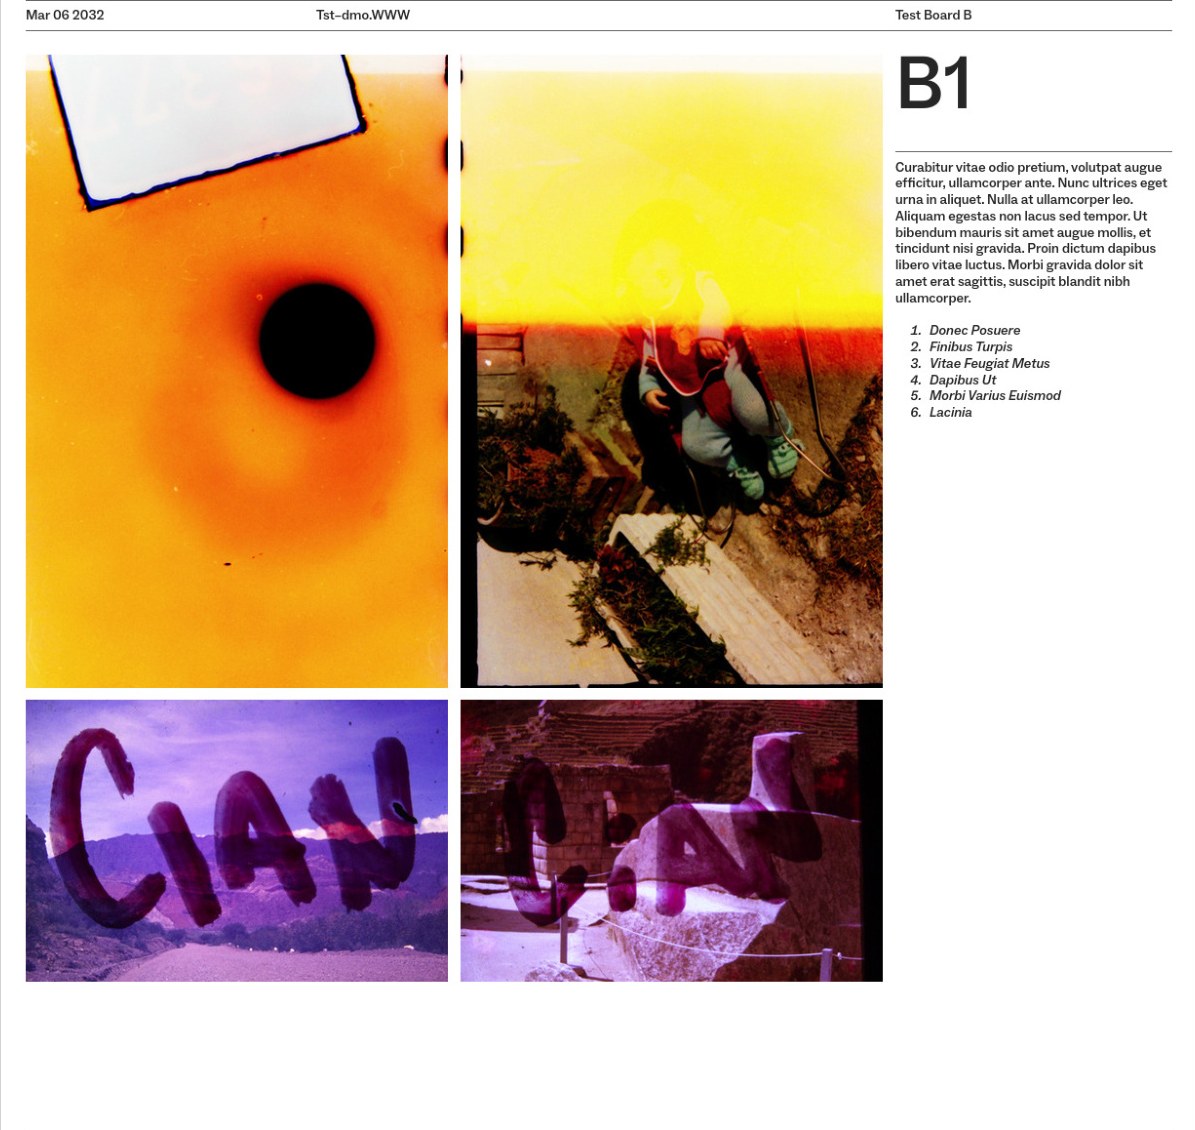 Mar 06 2032
Tst-dmo.WWW
Test Board B
B1
Curabitur vitae odio pretium, volutpat augue
efficitur, ullamcorper ante. Nunc ultrices eget
urna in aliquet. Nulla at ullamcorper leo.
Aliquam egestas non lacus sed tempor. Ut
bibendum mauris sit amet augue mollis, et
tincidunt nisi gravida. Proin dictum dapibus
libero vitae luctus. Morbi gravida dolor sit
amet erat sagittis, suscipit blandit nibh
ullamcorper.
1. Donec Posuere
2. Finibus Turpis
3. Vitae Feugiat Metus
4. Dapibus Ut
5. Morbi Varius Euismod
6. Lacinia
CIAN
CIAN